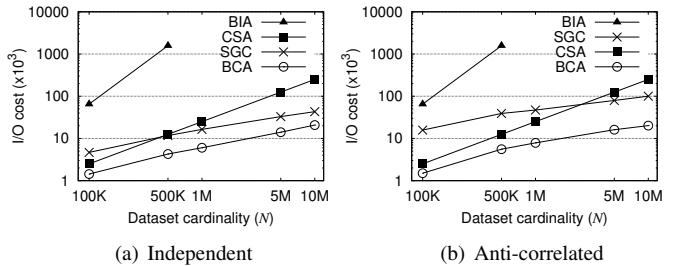 10000
1000
100
10
1
I/O cost (x10³)
BIA
CSA
SGC
BCA
100K 500K 1M 5M 10M
Dataset cardinality (N)
(a) Independent
10000
1000
100
10
1
I/O cost (x10³)
BIA
SGC
CSA
BCA
100K 500K 1M 5M 10M
Dataset cardinality (N)
(b) Anti-correlated